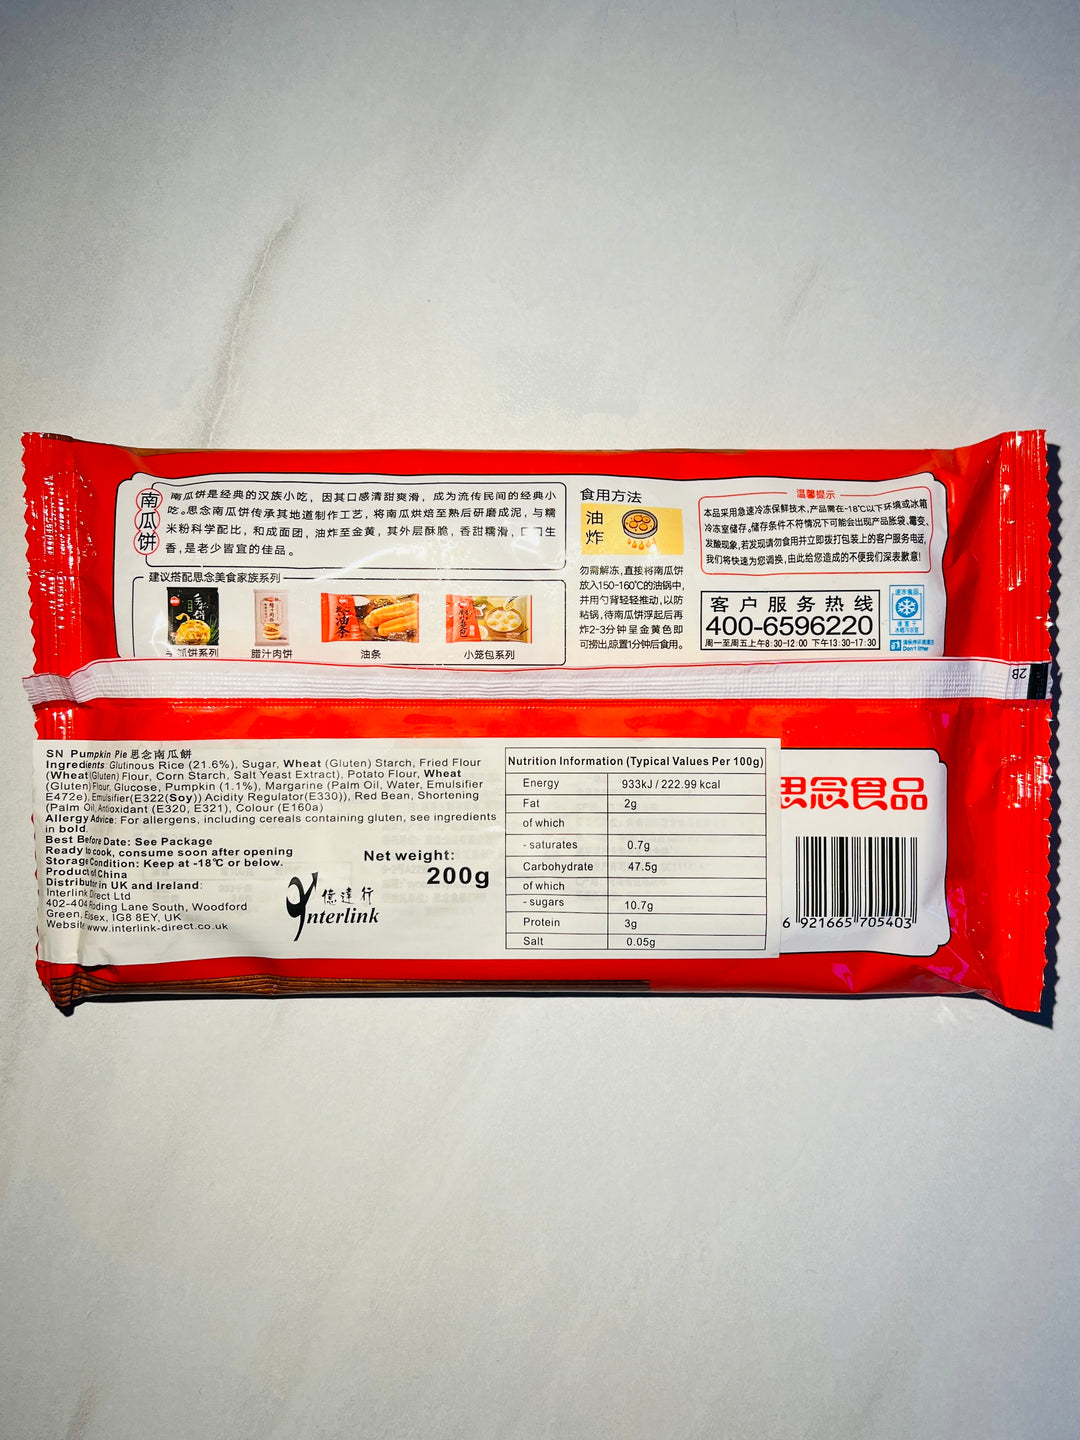 南瓜饼
南瓜饼是经典的汉族小吃，因其口感清甜爽滑，成为流传民间的经典小
吃。思念南瓜饼传承其地道制作工艺，将南瓜烘焙至熟后研磨成泥，与糯
米粉科学配比，和成面团，油炸至金黄，其外层酥脆，香甜糯滑，口口生
香，是老少皆宜的佳品。
建议搭配思念美食家族系列
手抓饼系列
腊汁肉饼
油条
小笼包系列
食用方法
油炸
勿需解冻，直接将南瓜饼
放入150-160℃的油锅中，
并用勺背轻轻推动，以防
粘锅，待南瓜饼浮起后再
炸2-3分钟呈金黄色即
可捞出，晾置1分钟后食用。
温馨提示
本品采用急速冷冻保鲜技术，产品需在-18℃以下环境或冰箱
冷冻室储存。储存条件不符情况下可能会出现产品胀袋、霉变、
发酸现象，若发现请勿食用并立即拨打包装上的客户服务电话，
我们将快速为您调换，由此给您造成的不便我们深表歉意！
客户服务热线
400-6596220
周一至周五上午8:30-12:00 下午13:30-17:30
速冻食品
Don't litter
2B
SN Pumpkin Pie 思念南瓜餅
Ingredients: Glutinous Rice (21.6%), Sugar, Wheat (Gluten) Starch, Fried Flour
(Wheat(Gluten) Flour, Corn Starch, Salt Yeast Extract), Potato Flour, Wheat
(Gluten) Flour, Glucose, Pumpkin (1.1%), Margarine (Palm Oil, Water, Emulsifier
E472e), Emulsifier(E322(Soy)) Acidity Regulator(E330)), Red Bean, Shortening
(Palm Oil, Antioxidant (E320, E321), Colour (E160a)
Allergy Advice: For allergens, including cereals containing gluten, see ingredients
in bold.
Best Before Date: See Package
Ready to cook, consume soon after opening
Storage Condition: Keep at -18℃ or below.
Product of China
Distributor in UK and Ireland:
Interlink Direct Ltd
402-404 Roding Lane South, Woodford
Green, Essex, IG8 8EY, UK
Website www.interlink-direct.co.uk
Net weight:
200g
億達行
Interlink
Nutrition Information (Typical Values Per 100g)
Energy 933kJ / 222.99 kcal
Fat 2g
of which
- saturates 0.7g
Carbohydrate 47.5g
of which
- sugars 10.7g
Protein 3g
Salt 0.05g
思念食品
6 921665 705403